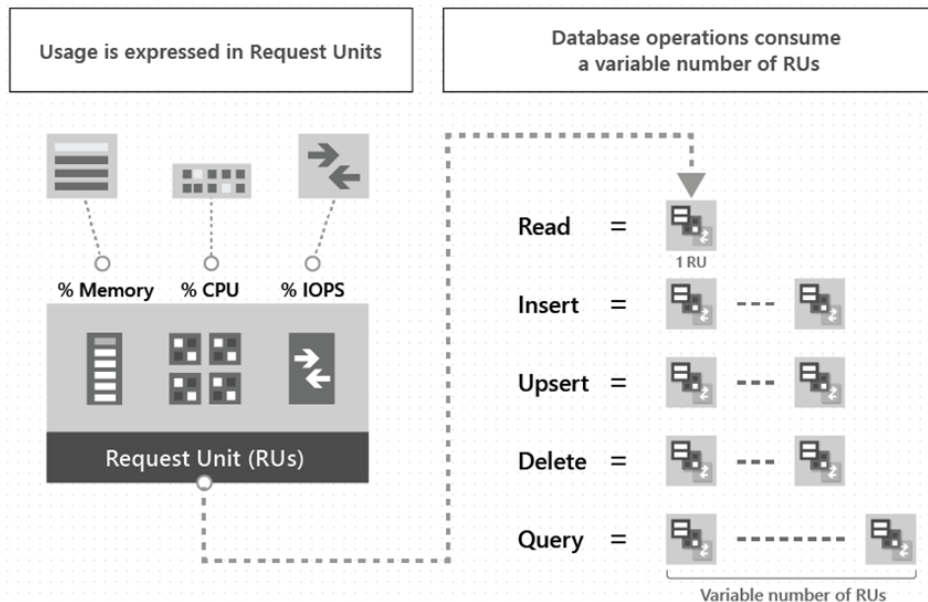 Usage is expressed in Request Units
Database operations consume
a variable number of RUs
% Memory
% CPU
% IOPS
Request Unit (RUs)
Read =
1 RU
Insert =
Upsert =
Delete =
Query =
Variable number of RUs